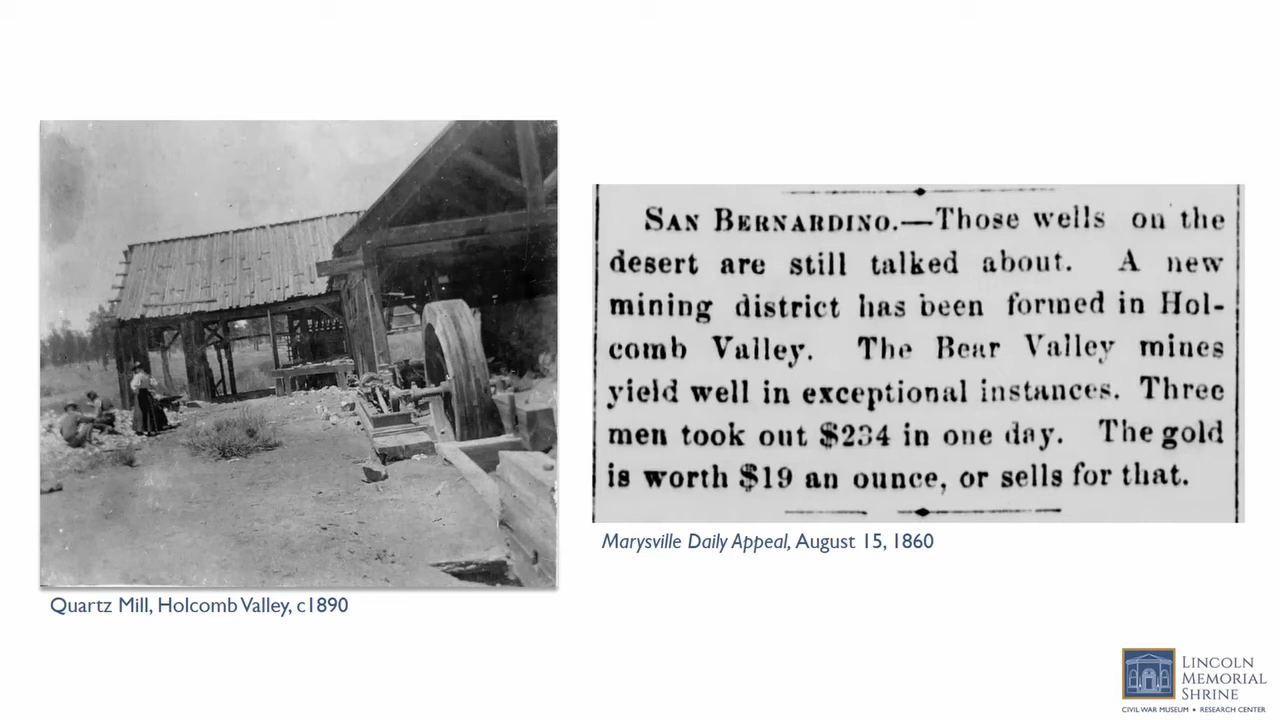 SAN BERNARDINO.—Those wells on the
desert are still talked about. A new
mining district has been formed in Hol-
comb Valley. The Bear Valley mines
yield well in exceptional instances. Three
men took out $234 in one day. The gold
is worth $19 an ounce, or sells for that.
Marysville Daily Appeal, August 15, 1860
Quartz Mill, Holcomb Valley, c1890
LINCOLN
MEMORIAL
SHRINE
CIVIL WAR MUSEUM • RESEARCH CENTER